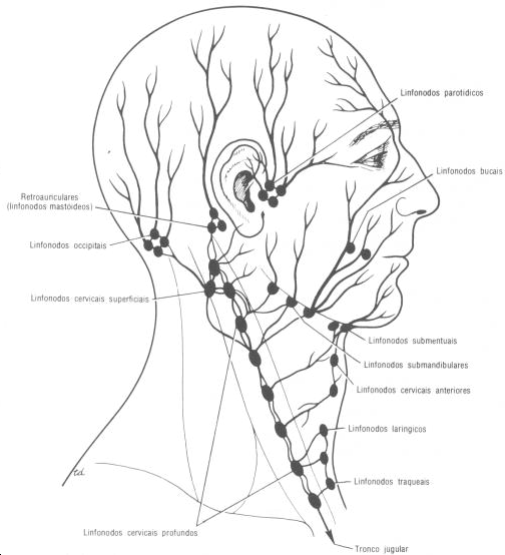 Linfonodos parotídicos
Linfonodos bucais
Retroauriculares
(linfonodos mastóideos)
Linfonodos occipitais
Linfonodos cervicais superficiais
Linfonodos submentuais
Linfonodos submandibulares
Linfonodos cervicais anteriores
Linfonodos laríngicos
Linfonodos traqueais
Linfonodos cervicais profundos
Tronco jugular